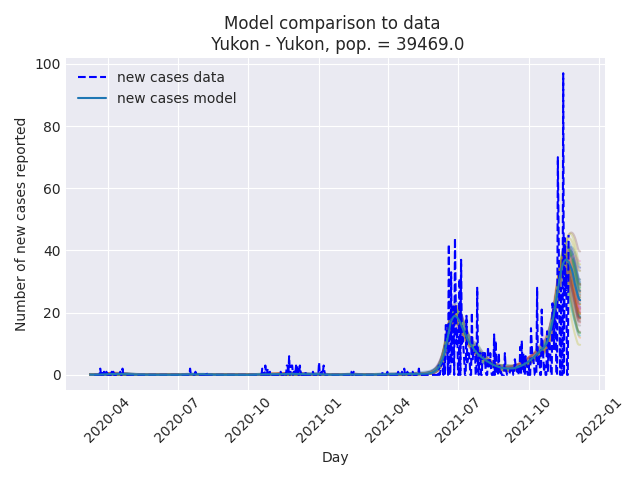 Model comparison to data
Yukon - Yukon, pop. = 39469.0
new cases data
new cases model
Number of new cases reported
100
80
60
40
20
0
2020-04
2020-07
2020-10
2021-01
2021-04
2021-07
2021-10
2022-01
Day